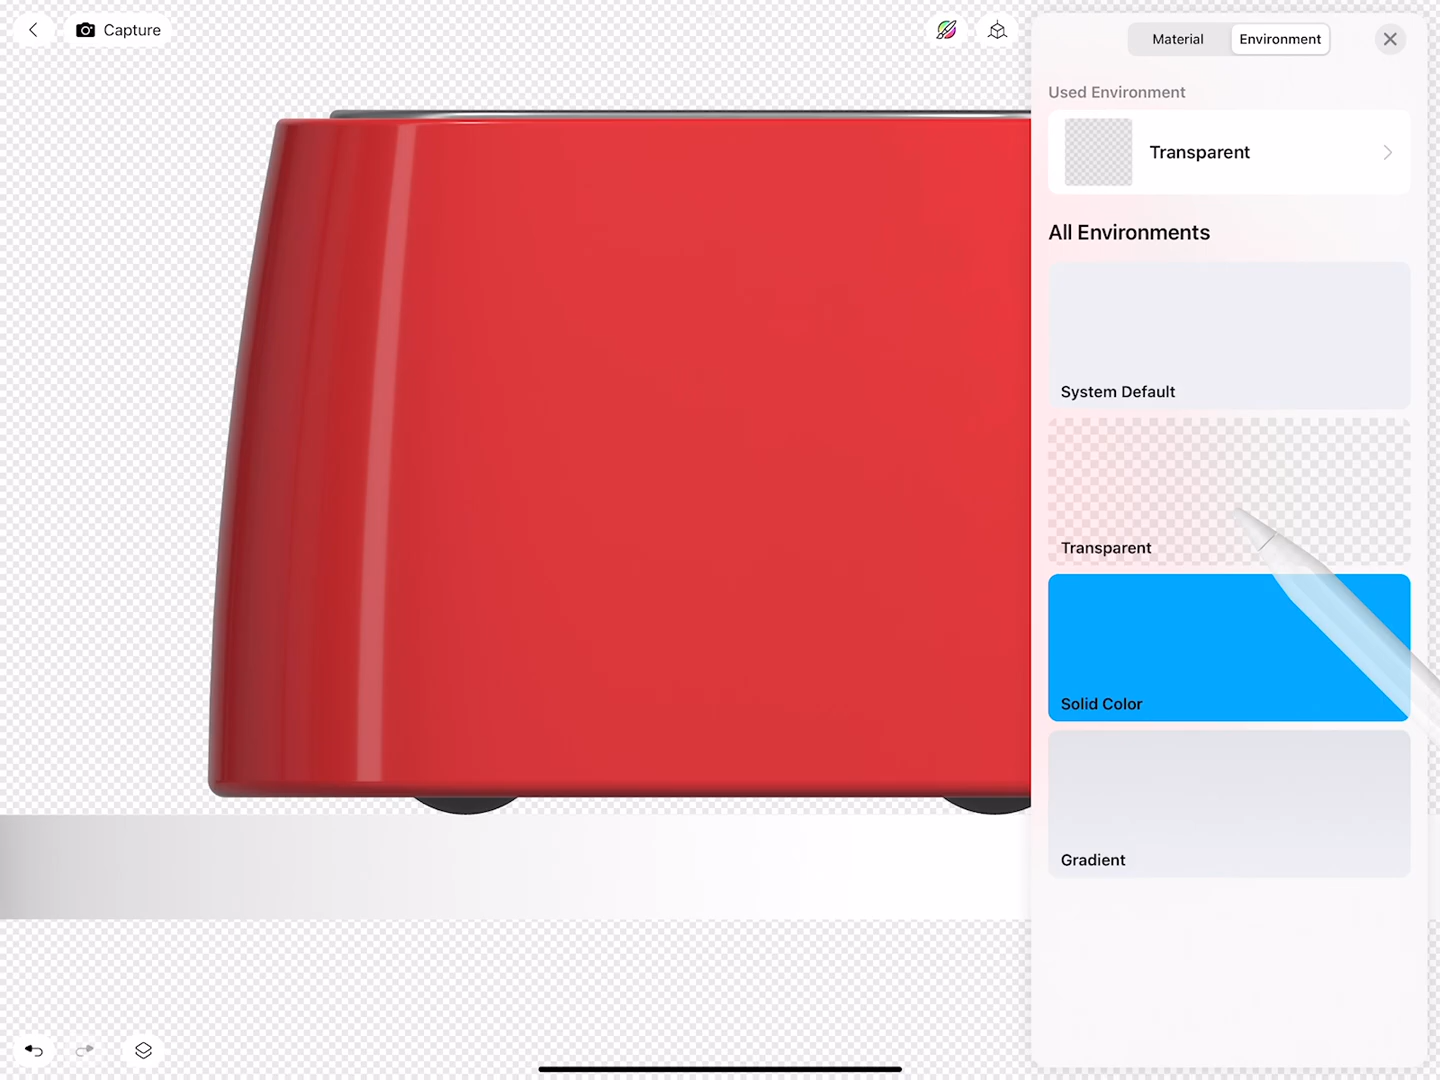 Capture
Material
Environment
Used Environment
Transparent
All Environments
System Default
Transparent
Solid Color
Gradient